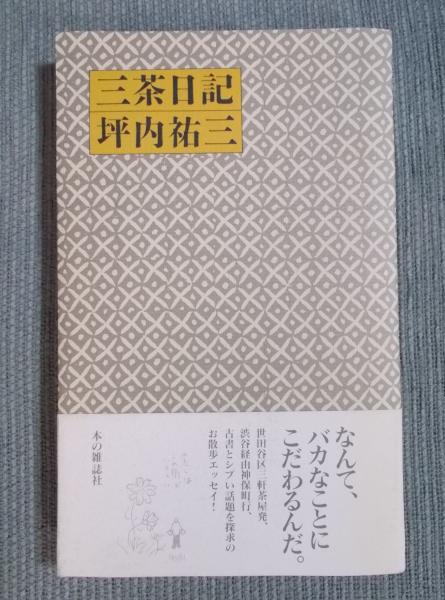 三茶日記
坪内祐三
なんて、
バカなことに
こだわるんだ。
世田谷区三軒茶屋発、
渋谷経由神保町行、
古書とシブい話題を探求の
お散歩エッセイ!
本の雑誌社